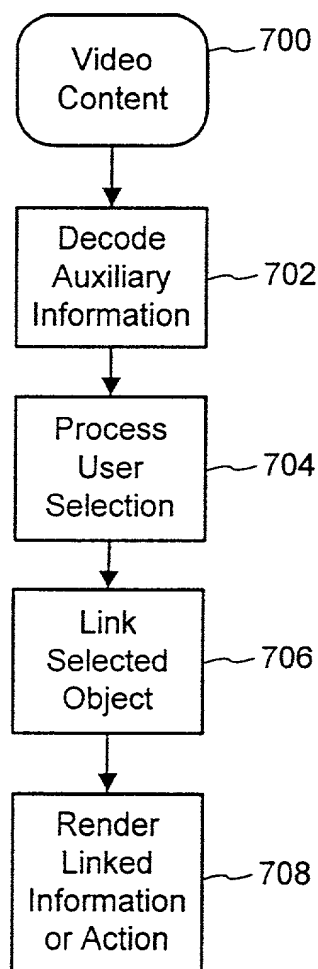 Video
Content
700
Decode
Auxiliary
Information
702
Process
User
Selection
704
Link
Selected
Object
706
Render
Linked
Information
or Action
708